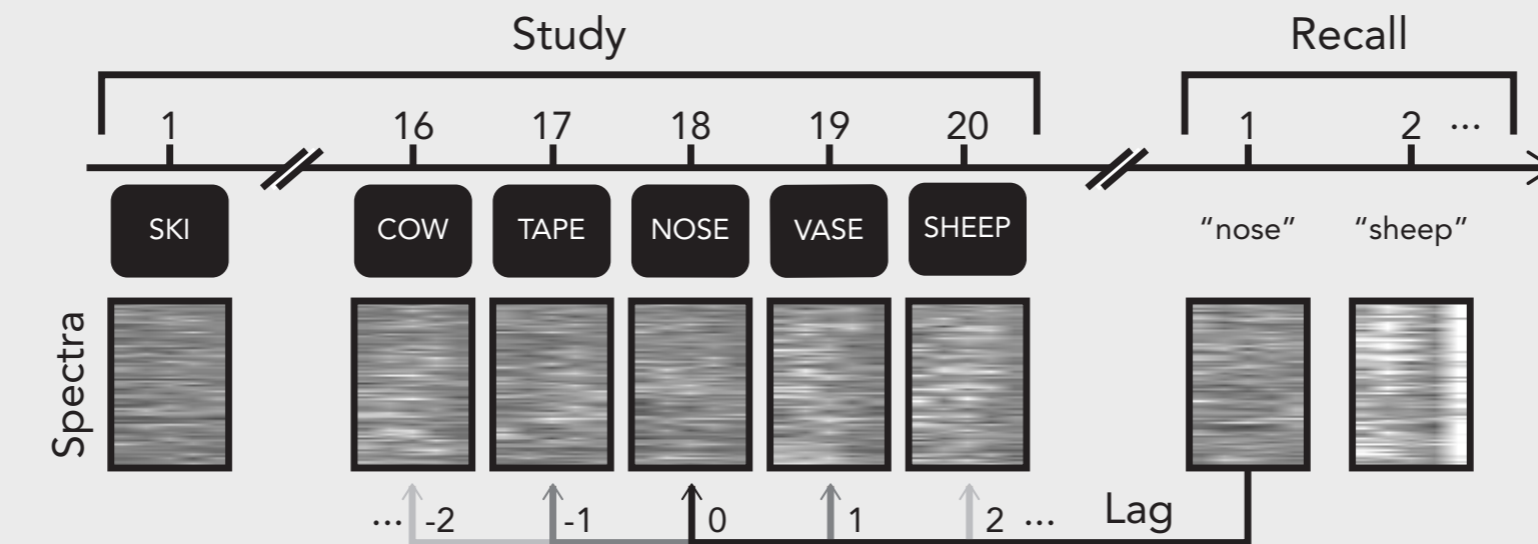 Study Recall
1 16 17 18 19 20 1 2 ...
SKI COW TAPE NOSE VASE SHEEP "nose" "sheep"
Spectra
... -2 -1 0 1 2 ... Lag